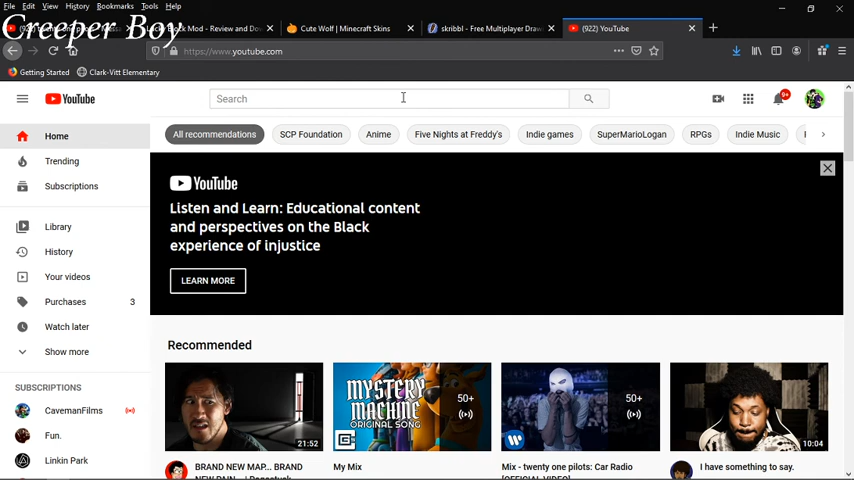 File Edit View History Bookmarks Tools Help
Creeper Boy
Block Mod - Review and Do
Cute Wolf | Minecraft Skins
skribbl - Free Multiplayer Draw
(922) YouTube
https://www.youtube.com
Getting Started Clark-Vitt Elementary
YouTube
Search
9+
Home
Trending
Subscriptions
Library
History
Your videos
Purchases 3
Watch later
Show more
SUBSCRIPTIONS
CavemanFilms
Fun.
Linkin Park
All recommendations SCP Foundation Anime Five Nights at Freddy's Indie games SuperMarioLogan RPGs Indie Music
YouTube
Listen and Learn: Educational content
and perspectives on the Black
experience of injustice
LEARN MORE
Recommended
21:52
MYSTERY
MACHINE
ORIGINAL SONG
50+
50+
10:04
BRAND NEW MAP... BRAND
My Mix
Mix - twenty one pilots: Car Radio
I have something to say.